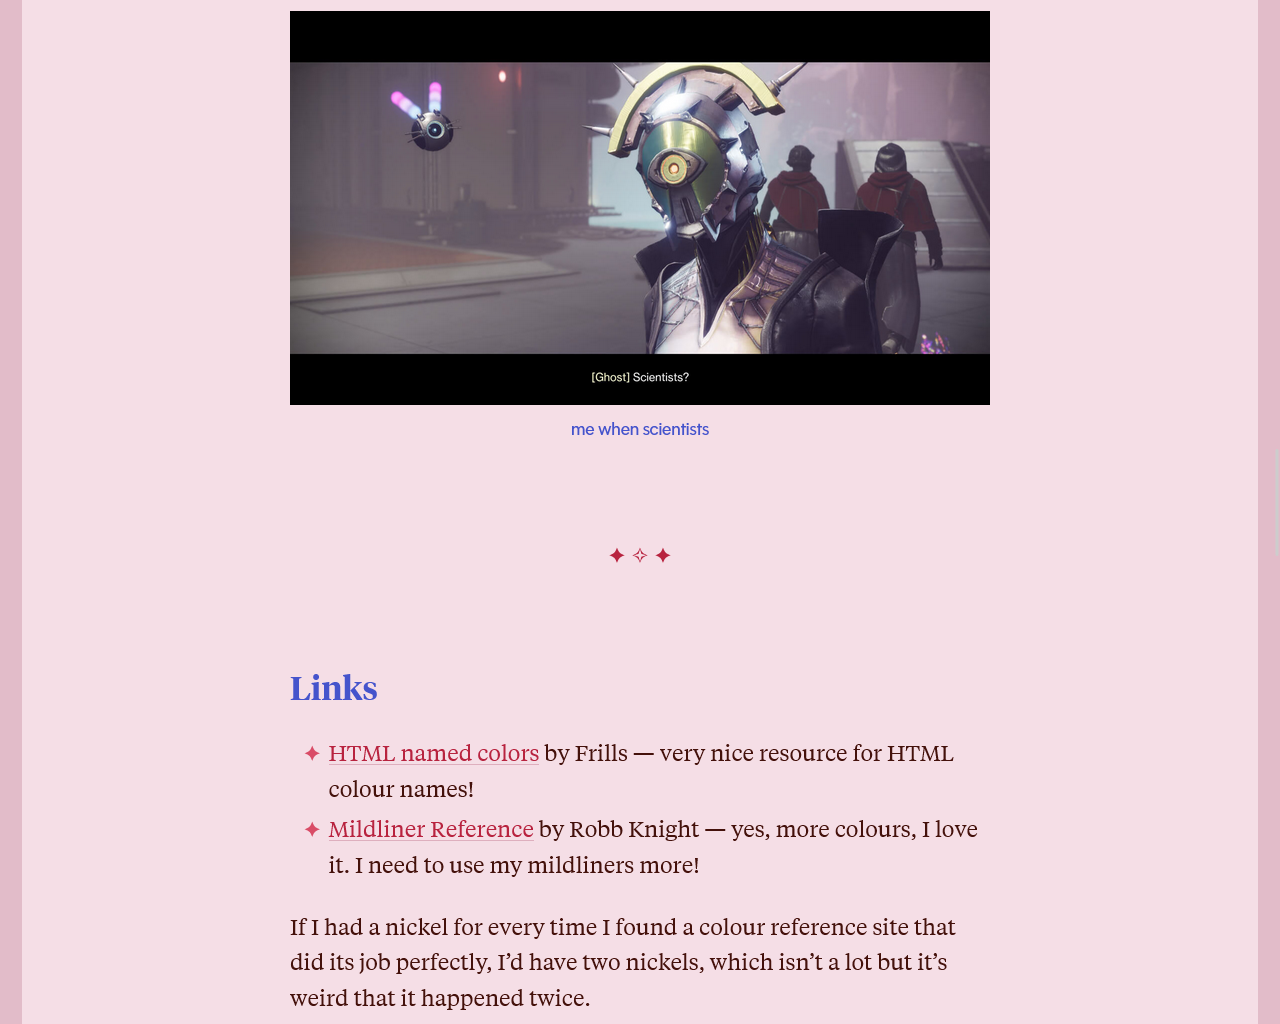 [Ghost] Scientists?
me when scientists
✦ ✧ ✦
Links
✦ HTML named colors by Frills — very nice resource for HTML
colour names!
✦ Mildliner Reference by Robb Knight — yes, more colours, I love
it. I need to use my mildliners more!
If I had a nickel for every time I found a colour reference site that
did its job perfectly, I’d have two nickels, which isn’t a lot but it’s
weird that it happened twice.